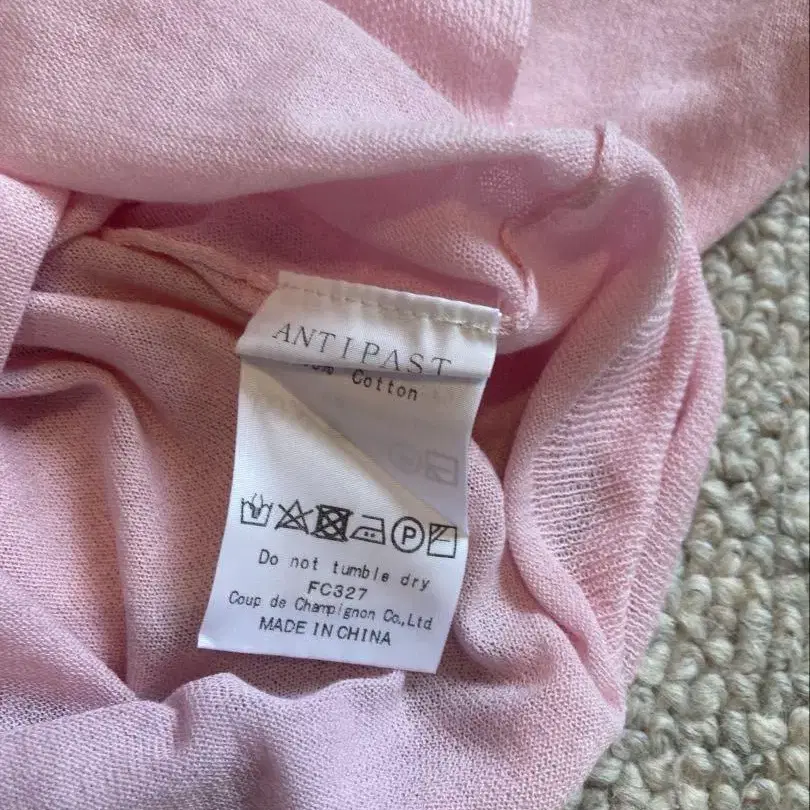 ANTIPAST
Cotton
P
Do not tumble dry
FC327
Coup de Champignon Co.,Ltd
MADE IN CHINA